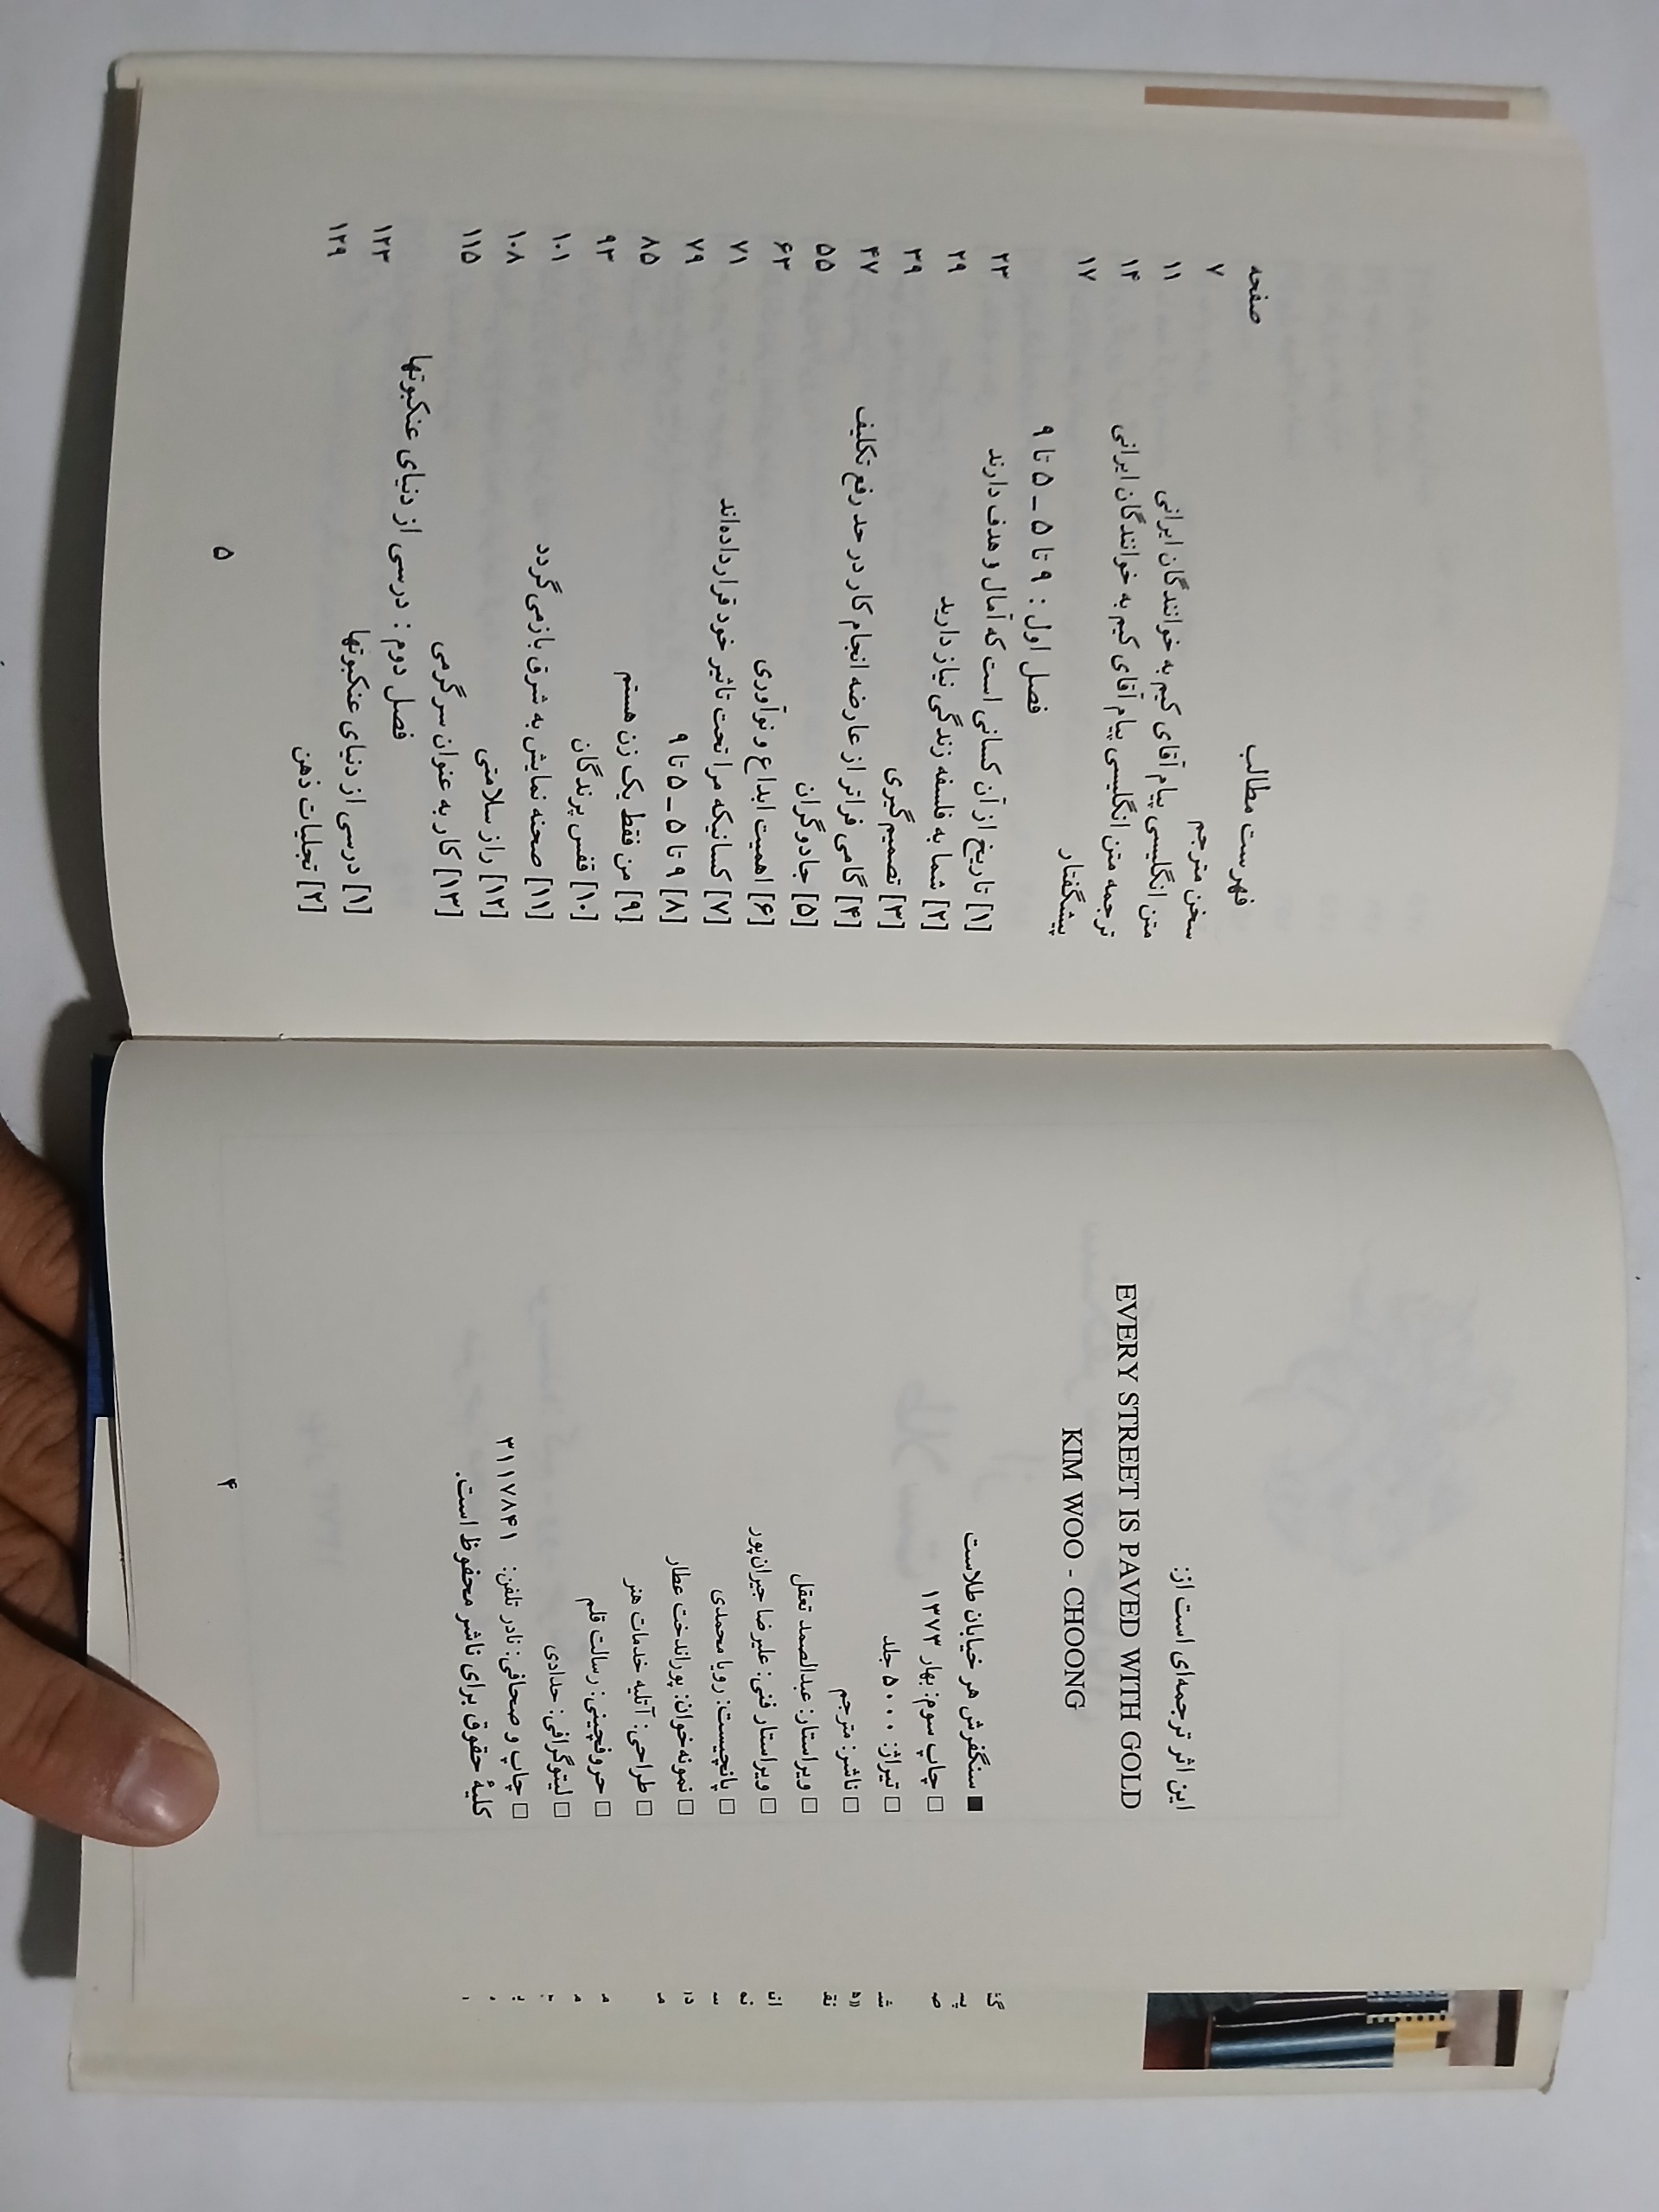 این اثر ترجمه‌ای است از:
EVERY STREET IS PAVED WITH GOLD
KIM WOO - CHOONG
■ سنگفرش هر خیابان طلاست
□ چاپ سوم: بهار ۱۳۷۳
□ تیراژ: ۵۰۰۰ جلد
□ ناشر: مترجم
□ ویراستار: عبدالصمد تعقل
□ ویراستار فنی: علیرضا جیران‌پور
□ پانچیست: رویا محمدی
□ نمونه‌خوان: پوراندخت عطار
□ طراحی: آتلیه خدمات هنر
□ حروفچینی: رسالت قلم
□ لیتوگرافی: حدادی
□ چاپ و صحافی: نادر تلفن: ۳۱۱۷۸۴۱
کلیهٔ حقوق برای ناشر محفوظ است.
۴
فهرست مطالب صفحه
سخن مترجم ۷
متن انگلیسی پیام آقای کیم به خوانندگان ایرانی ۱۱
ترجمه متن انگلیسی پیام آقای کیم به خوانندگان ایرانی ۱۴
پیشگفتار ۱۷
فصل اول : ۹ تا ۵ ــ ۵ تا ۹
[۱] تاریخ از آن کسانی است که آمال و هدف دارند ۲۳
[۲] شما به فلسفه زندگی نیاز دارید ۲۹
[۳] تصمیم‌گیری ۳۹
[۴] گامی فراتر از عارضه انجام کار در حد رفع تکلیف ۴۷
[۵] جادوگران ۵۵
[۶] اهمیت ابداع و نوآوری ۶۳
[۷] کسانیکه مرا تحت تاثیر خود قرار داده‌اند ۷۱
[۸] ۹ تا ۵ ــ ۵ تا ۹ ۷۹
[۹] من فقط یک زن هستم ۸۵
[۱۰] قفس پرندگان ۹۳
[۱۱] صحنه نمایش به شرق بازمی‌گردد ۱۰۱
[۱۲] راز سلامتی ۱۰۸
[۱۳] کار به عنوان سرگرمی ۱۱۵
فصل دوم : درسی از دنیای عنکبوتها
[۱] درسی از دنیای عنکبوتها ۱۲۳
[۲] تجلیات ذهن ۱۲۹
۵